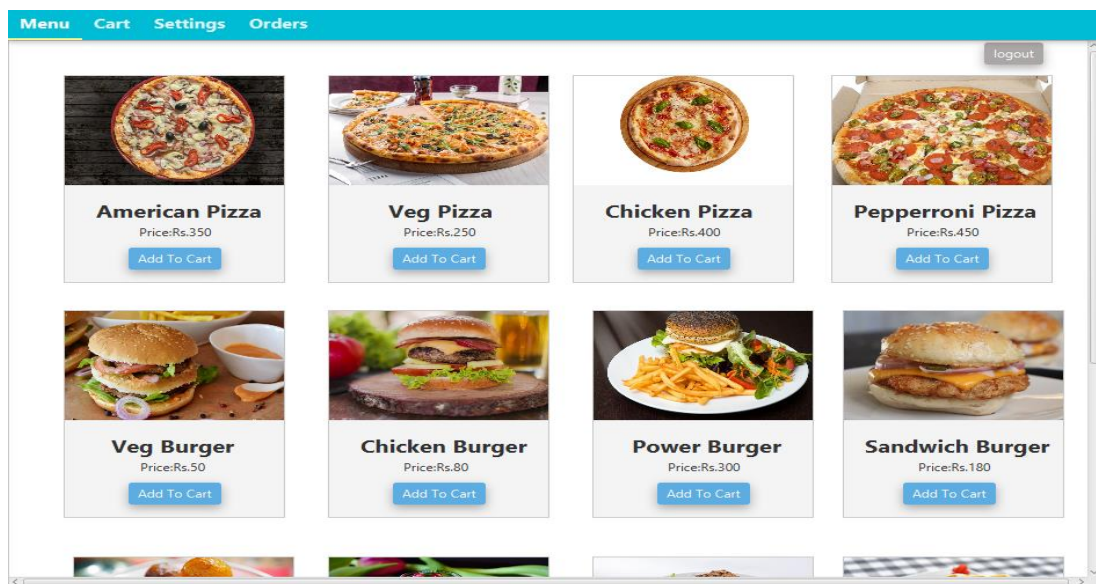 Menu Cart Settings Orders
logout
American Pizza
Price:Rs.350
Add To Cart
Veg Pizza
Price:Rs.250
Add To Cart
Chicken Pizza
Price:Rs.400
Add To Cart
Pepperroni Pizza
Price:Rs.450
Add To Cart
Veg Burger
Price:Rs.50
Add To Cart
Chicken Burger
Price:Rs.80
Add To Cart
Power Burger
Price:Rs.300
Add To Cart
Sandwich Burger
Price:Rs.180
Add To Cart